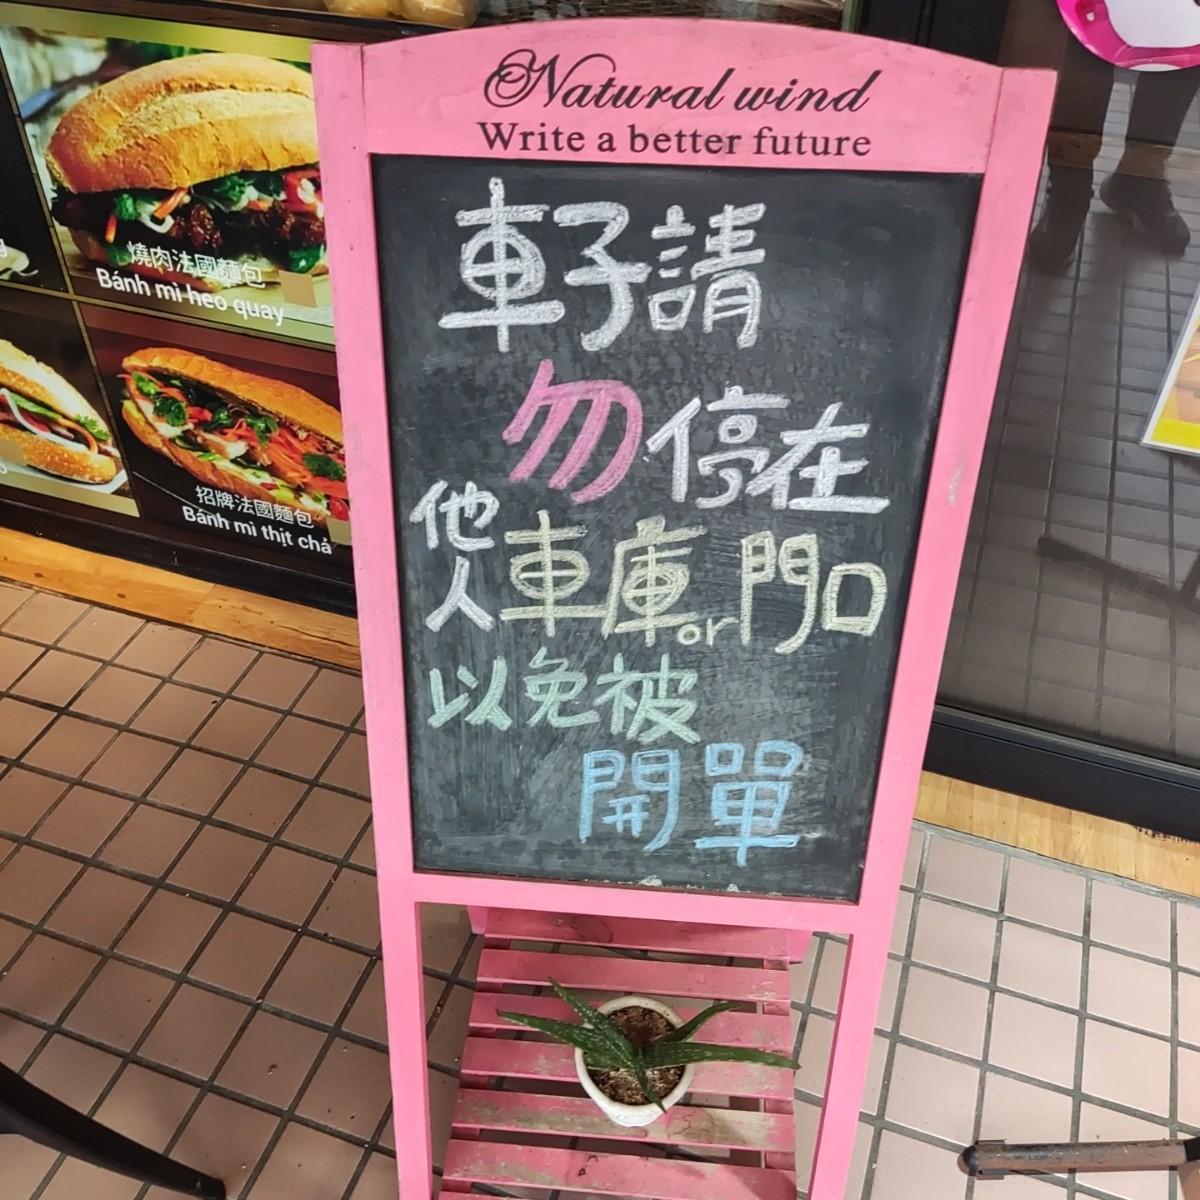 Natural wind
Write a better future
車子請
勿停在
他人車庫or門口
以免被
開單
燒肉法國麵包
Bánh mì heo quay
招牌法國麵包
Bánh mì thịt chả